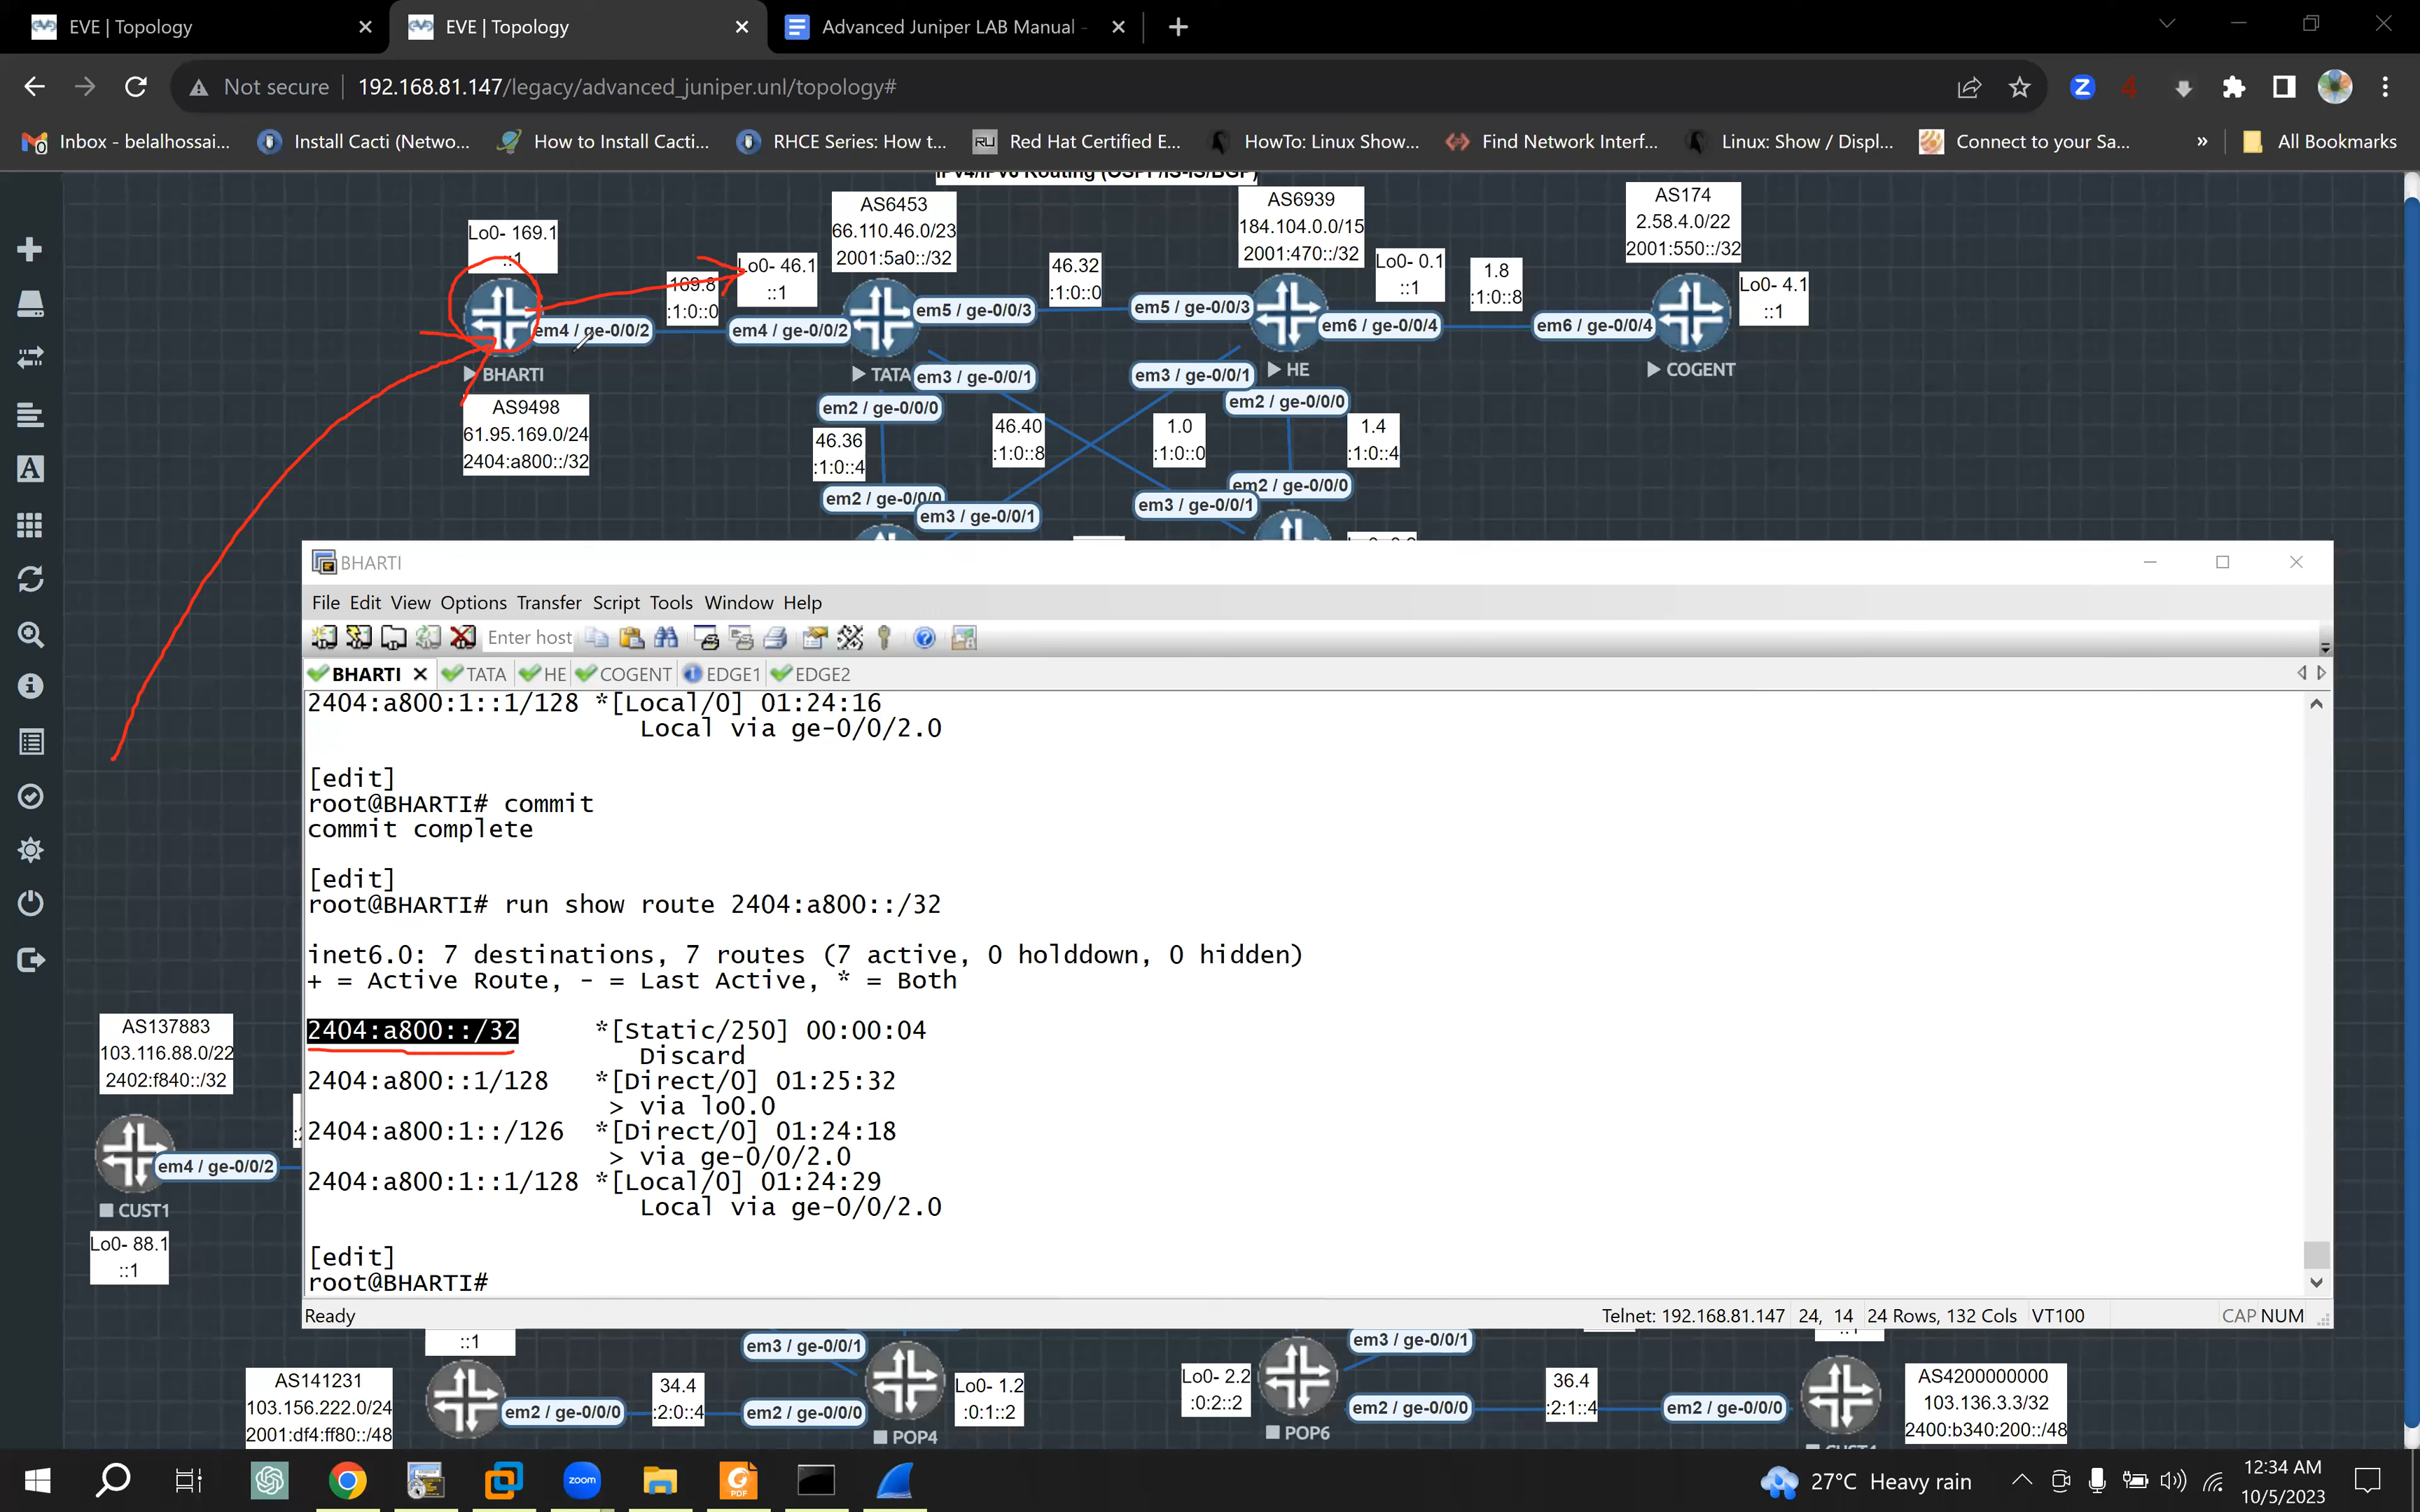 EVE | Topology
EVE | Topology
Advanced Juniper LAB Manual -
Not secure
192.168.81.147/legacy/advanced_juniper.unl/topology#
Inbox - belalhossai...
Install Cacti (Netwo...
How to Install Cacti...
RHCE Series: How t...
Red Hat Certified E...
HowTo: Linux Show...
Find Network Interf...
Linux: Show / Displ...
Connect to your Sa...
»
All Bookmarks
IPv4/IPv6 Routing (OSPF/IS-IS/BGP)
Lo0- 169.1
::1
AS6453
66.110.46.0/23
2001:5a0::/32
AS6939
184.104.0.0/15
2001:470::/32
AS174
2.58.4.0/22
2001:550::/32
169.8
:1:0::0
Lo0- 46.1
::1
46.32
:1:0::0
Lo0- 0.1
::1
1.8
:1:0::8
Lo0- 4.1
::1
em4 / ge-0/0/2
em4 / ge-0/0/2
em5 / ge-0/0/3
em5 / ge-0/0/3
em6 / ge-0/0/4
em6 / ge-0/0/4
BHARTI
TATA
HE
COGENT
em3 / ge-0/0/1
em3 / ge-0/0/1
em2 / ge-0/0/0
em2 / ge-0/0/0
AS9498
61.95.169.0/24
2404:a800::/32
46.36
:1:0::4
46.40
:1:0::8
1.0
:1:0::0
1.4
:1:0::4
em2 / ge-0/0/0
em3 / ge-0/0/1
em2 / ge-0/0/0
em3 / ge-0/0/1
BHARTI
File Edit View Options Transfer Script Tools Window Help
Enter host
BHARTI
TATA
HE
COGENT
EDGE1
EDGE2
2404:a800:1::1/128 *[Local/0] 01:24:16
Local via ge-0/0/2.0
[edit]
root@BHARTI# commit
commit complete
[edit]
root@BHARTI# run show route 2404:a800::/32
inet6.0: 7 destinations, 7 routes (7 active, 0 holddown, 0 hidden)
+ = Active Route, - = Last Active, * = Both
2404:a800::/32 *[Static/250] 00:00:04
Discard
2404:a800::1/128 *[Direct/0] 01:25:32
> via lo0.0
2404:a800:1::/126 *[Direct/0] 01:24:18
> via ge-0/0/2.0
2404:a800:1::1/128 *[Local/0] 01:24:29
Local via ge-0/0/2.0
[edit]
root@BHARTI#
Ready
Telnet: 192.168.81.147
24, 14
24 Rows, 132 Cols
VT100
CAP NUM
AS137883
103.116.88.0/22
2402:f840::/32
em4 / ge-0/0/2
CUST1
Lo0- 88.1
::1
::1
em3 / ge-0/0/1
em3 / ge-0/0/1
::1
AS141231
103.156.222.0/24
2001:df4:ff80::/48
em2 / ge-0/0/0
34.4
:2:0::4
em2 / ge-0/0/0
POP4
Lo0- 1.2
:0:1::2
Lo0- 2.2
:0:2::2
POP6
em2 / ge-0/0/0
36.4
:2:1::4
em2 / ge-0/0/0
AS4200000000
103.136.3.3/32
2400:b340:200::/48
zoom
PDF
27°C Heavy rain
12:34 AM
10/5/2023